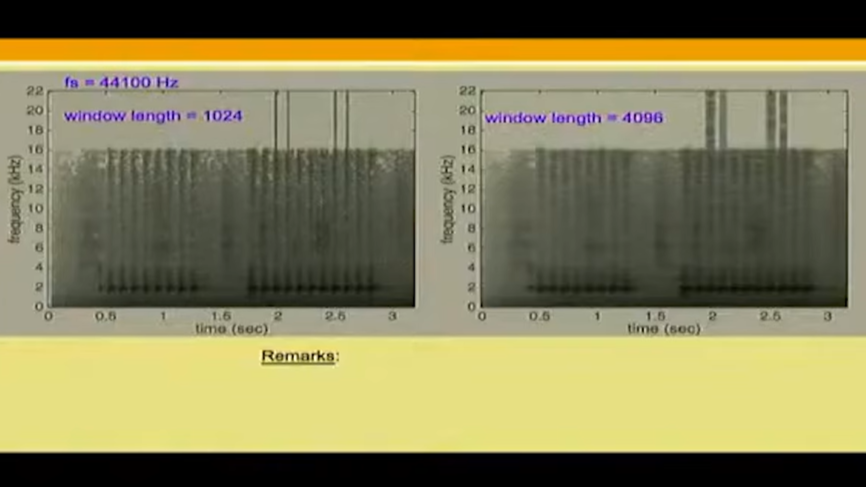 fs = 44100 Hz
window length = 1024
22
20
18
16
14
12
10
8
6
4
2
0
frequency (kHz)
0 0.5 1 1.5 2 2.5 3
time (sec)
window length = 4096
22
20
18
16
14
12
10
8
6
4
2
0
frequency (kHz)
0 0.5 1 1.5 2 2.5 3
time (sec)
Remarks: